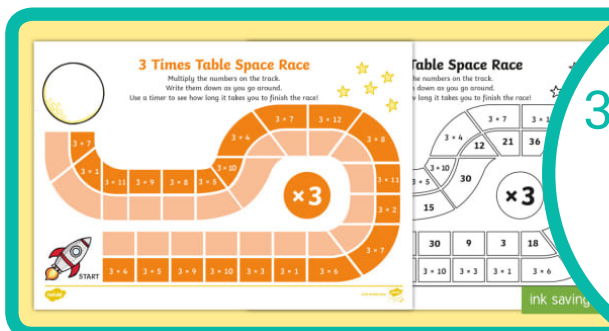 3 Times Table Space Race
Multiply the numbers on the track.
Write them down as you go around.
Use a timer to see how long it takes you to finish the race!
3 × 7
3 × 12
3 × 4
3 × 8
3 × 7
3 × 1
3 × 11
3 × 9
3 × 8
3 × 5
3 × 10
×3
3 × 11
3 × 2
3 × 7
START
3 × 4
3 × 5
3 × 9
3 × 10
3 × 3
3 × 1
3 × 6
Table Space Race
he numbers on the track.
n down as you go around.
w long it takes you to finish the race!
3 × 7
3 × 1
3 × 4
12
21
36
3 × 10
30
3 × 5
15
×3
30
9
3
18
3 × 10
3 × 3
3 × 1
3 × 6
ink saving
3